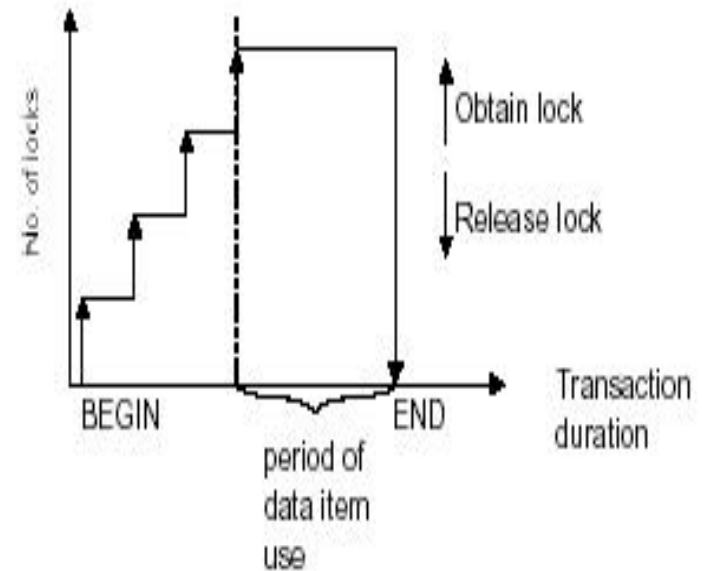 No. of locks
Obtain lock
Release lock
BEGIN
END
Transaction
duration
period of
data item
use